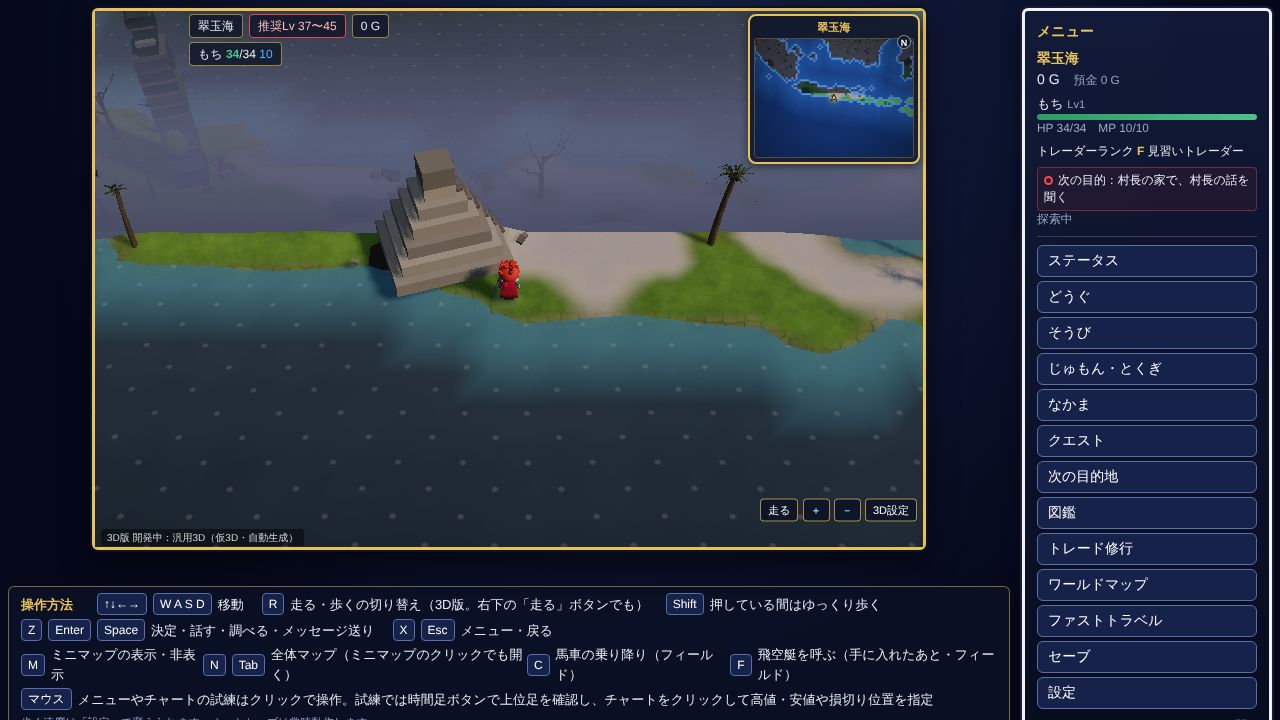 翠玉海 推奨Lv 37〜45 0 G
もち 34/34 10
翠玉海
N
走る + − 3D設定
3D版 開発中：汎用3D（仮3D・自動生成）
メニュー
翠玉海
0 G 預金 0 G
もち Lv1
HP 34/34 MP 10/10
トレーダーランク F 見習いトレーダー
次の目的：村長の家で、村長の話を
聞く
探索中
ステータス
どうぐ
そうび
じゅもん・とくぎ
なかま
クエスト
次の目的地
図鑑
トレード修行
ワールドマップ
ファストトラベル
セーブ
設定
操作方法 ↑↓←→ W A S D 移動 R 走る・歩くの切り替え（3D版。右下の「走る」ボタンでも） Shift 押している間はゆっくり歩く
Z Enter Space 決定・話す・調べる・メッセージ送り X Esc メニュー・戻る
M ミニマップの表示・非表示 N Tab 全体マップ（ミニマップのクリックでも開く） C 馬車の乗り降り（フィールド） F 飛空艇を呼ぶ（手に入れたあと・フィールド）
マウス メニューやチャートの試練はクリックで操作。試練では時間足ボタンで上位足を確認し、チャートをクリックして高値・安値や損切り位置を指定